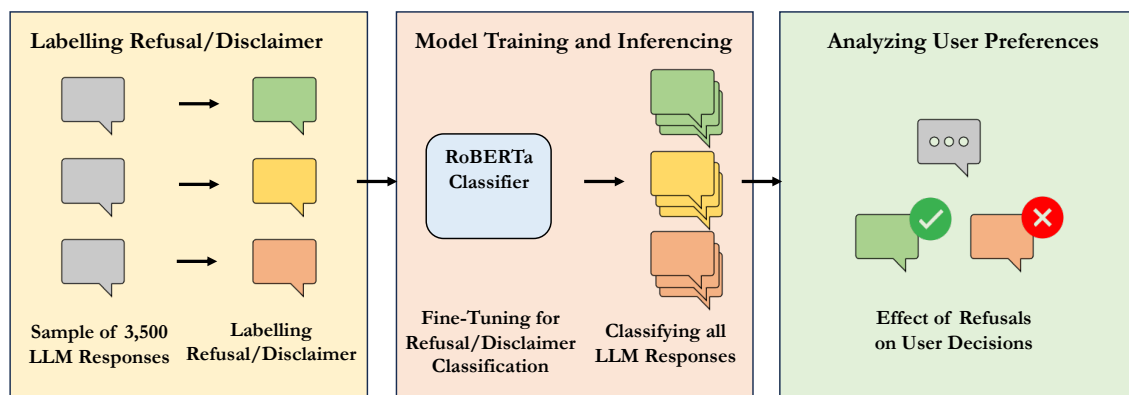 Labelling Refusal/Disclaimer
Sample of 3,500
LLM Responses
Labelling
Refusal/Disclaimer
Model Training and Inferencing
RoBERTa
Classifier
Fine-Tuning for
Refusal/Disclaimer
Classification
Classifying all
LLM Responses
Analyzing User Preferences
Effect of Refusals
on User Decisions